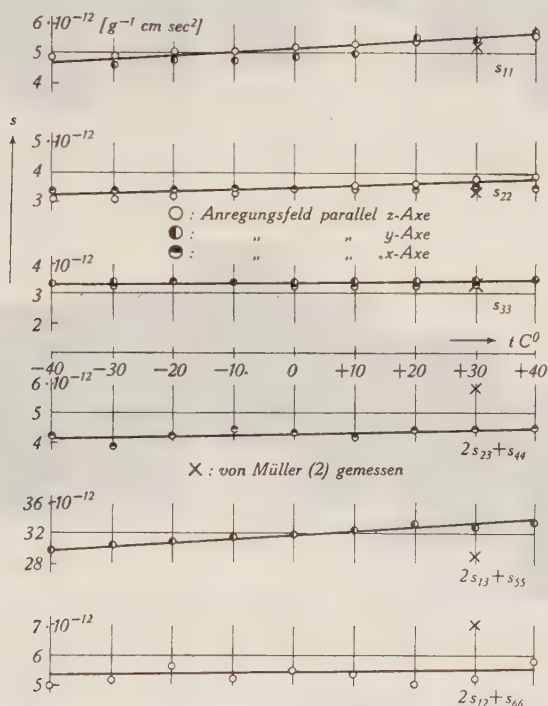 6·10⁻¹² [g⁻¹ cm sec²]
5
4
s₁₁
s
5·10⁻¹²
4
3
s₂₂
○ : Anregungsfeld parallel z-Axe
◐ : „ „ y-Axe
◓ : „ „ x-Axe
4·10⁻¹²
3
2
s₃₃
t C⁰
-40 -30 -20 -10 0 +10 +20 +30 +40
6·10⁻¹²
5
4
2s₂₃+s₄₄
× : von Müller (2) gemessen
36·10⁻¹²
32
28
2s₁₃+s₅₅
7·10⁻¹²
6
5
2s₁₂+s₆₆